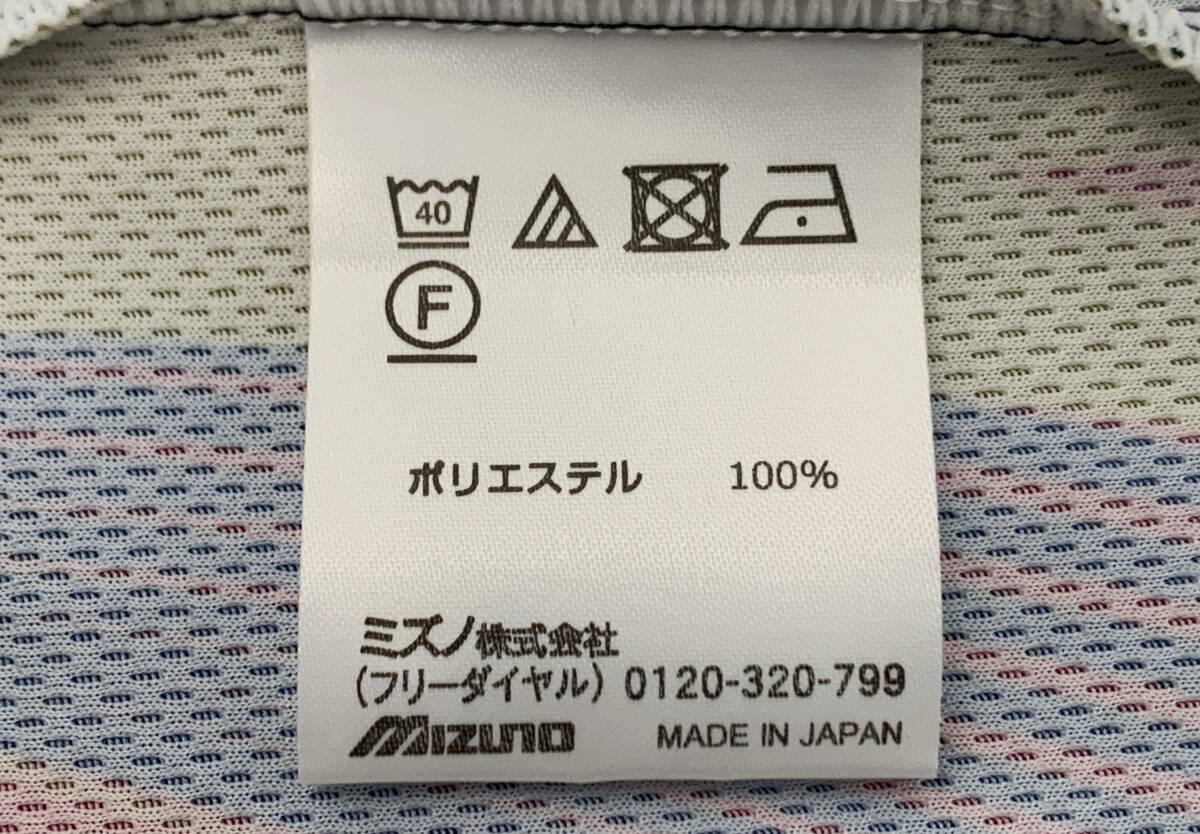 40
F
ポリエステル 100%
ミズノ株式会社
(フリーダイヤル) 0120-320-799
MIZUNO MADE IN JAPAN